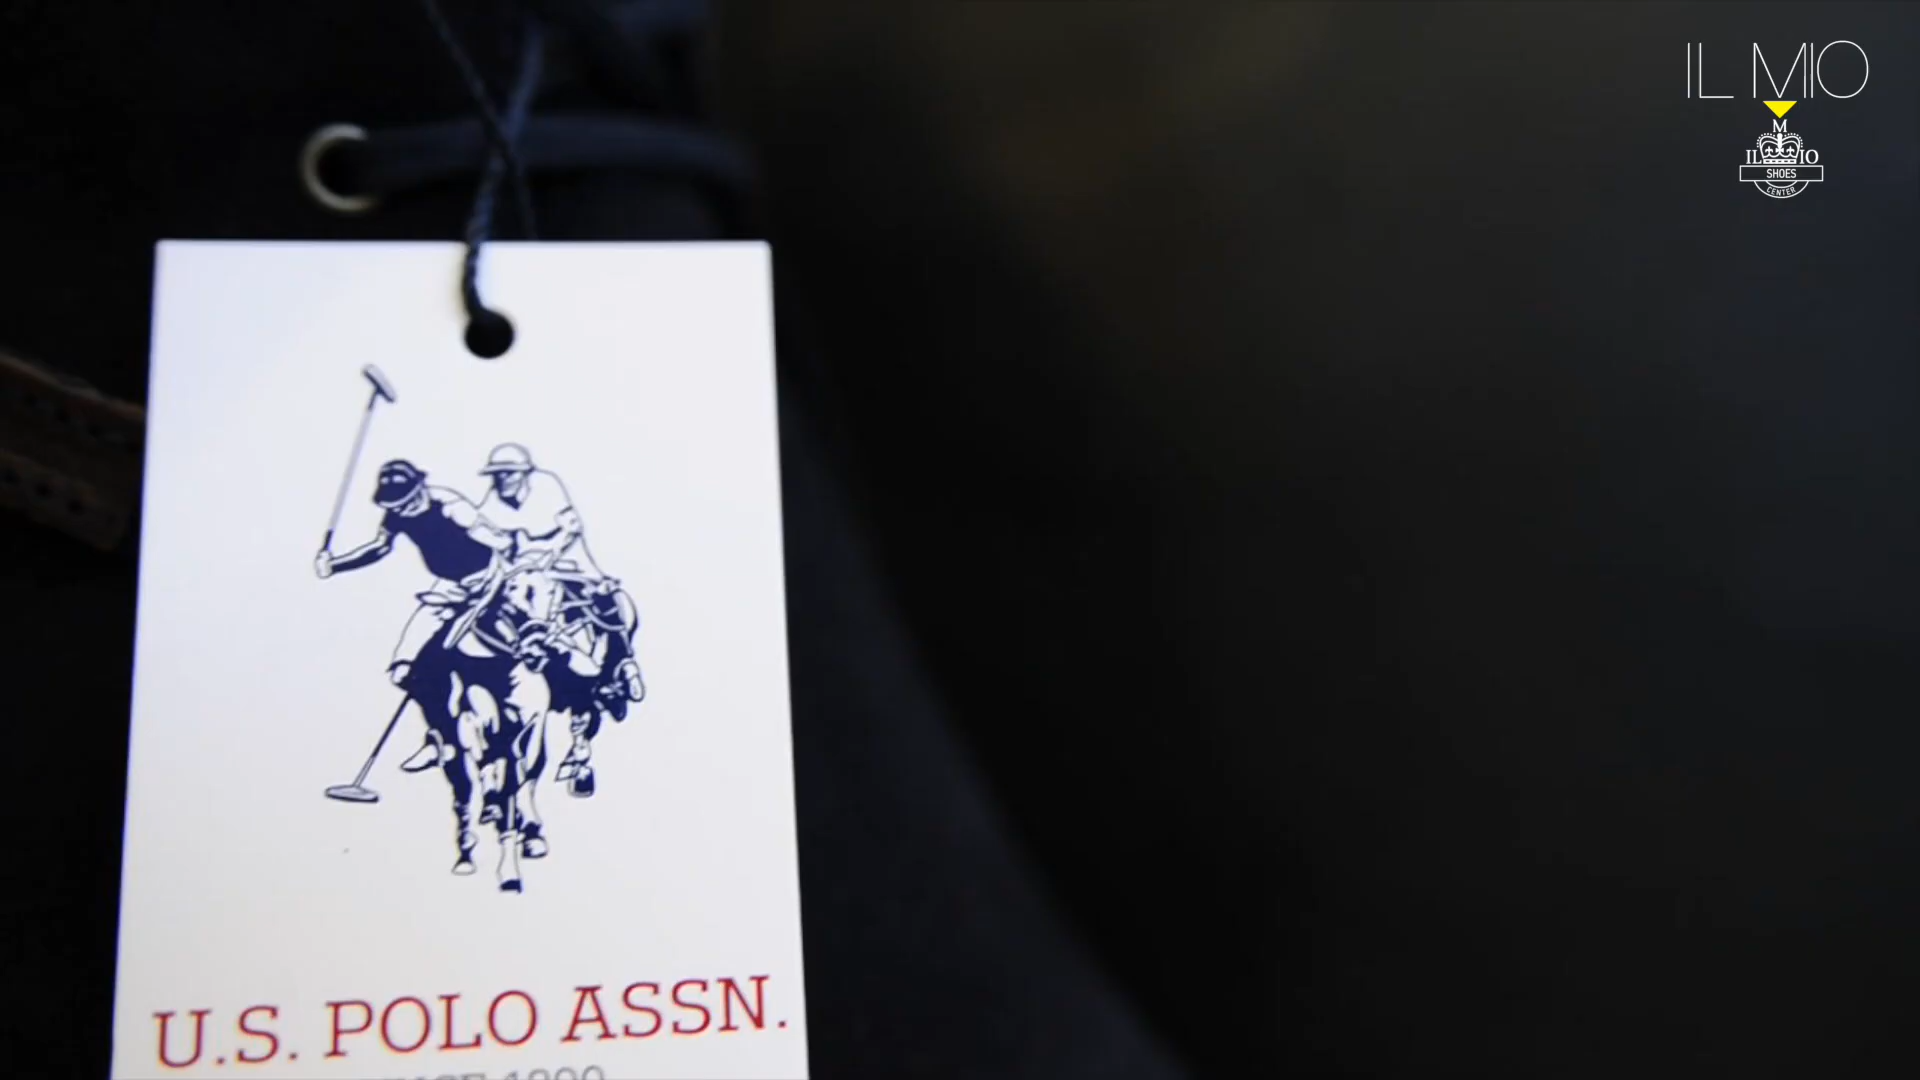 IL MIO
M
IL IO
SHOES
CENTER
U.S. POLO ASSN.